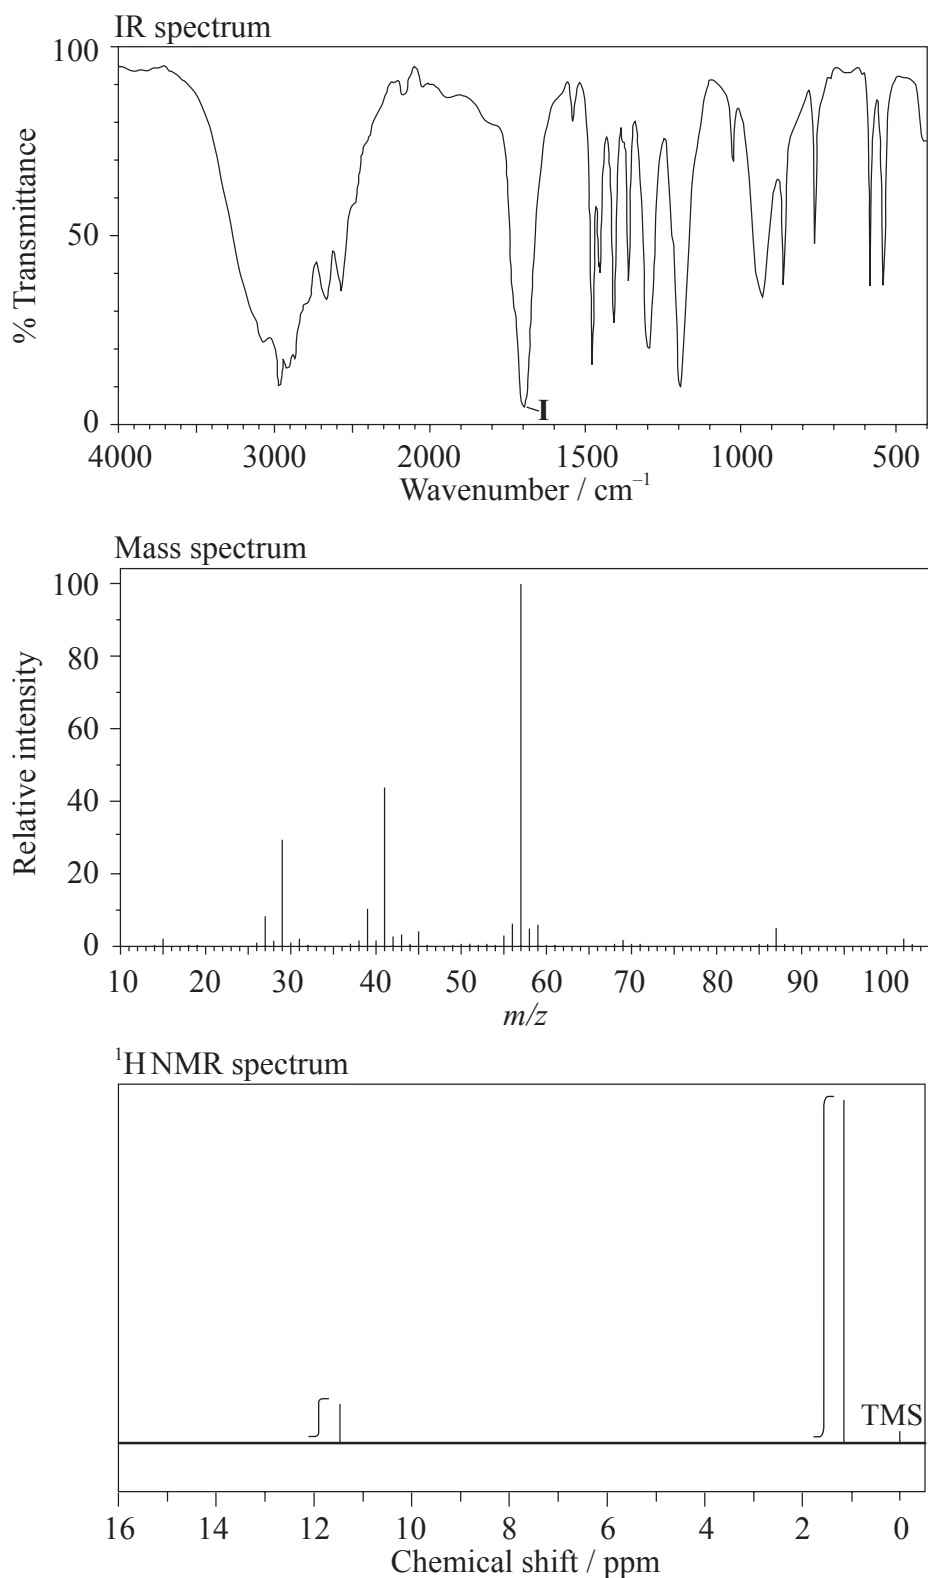 IR spectrum
% Transmittance
100
50
0
I
4000 3000 2000 1500 1000 500
Wavenumber / cm⁻¹
Mass spectrum
Relative intensity
100
80
60
40
20
0
10 20 30 40 50 60 70 80 90 100
m/z
¹H NMR spectrum
TMS
16 14 12 10 8 6 4 2 0
Chemical shift / ppm